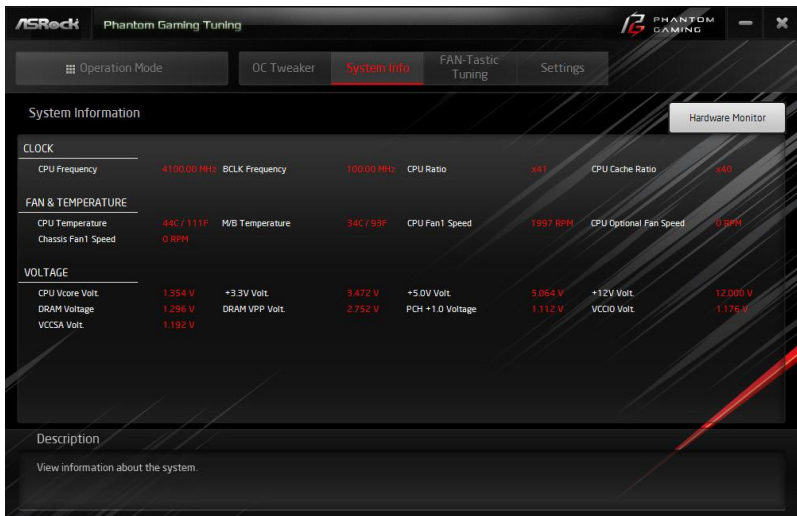 ASRock Phantom Gaming Tuning PHANTOM GAMING
Operation Mode OC Tweaker System Info FAN-Tastic Tuning Settings
System Information
Hardware Monitor
CLOCK
CPU Frequency 4100.00 MHz BCLK Frequency 100.00 MHz CPU Ratio x41 CPU Cache Ratio x40
FAN & TEMPERATURE
CPU Temperature 44C / 111F M/B Temperature 34C / 93F CPU Fan1 Speed 1997 RPM CPU Optional Fan Speed 0 RPM
Chassis Fan1 Speed 0 RPM
VOLTAGE
CPU Vcore Volt. 1.354 V +3.3V Volt. 3.472 V +5.0V Volt. 5.064 V +12V Volt. 12.000 V
DRAM Voltage 1.296 V DRAM VPP Volt. 2.752 V PCH +1.0 Voltage 1.112 V VCCIO Volt. 1.176 V
VCCSA Volt. 1.192 V
Description
View information about the system.